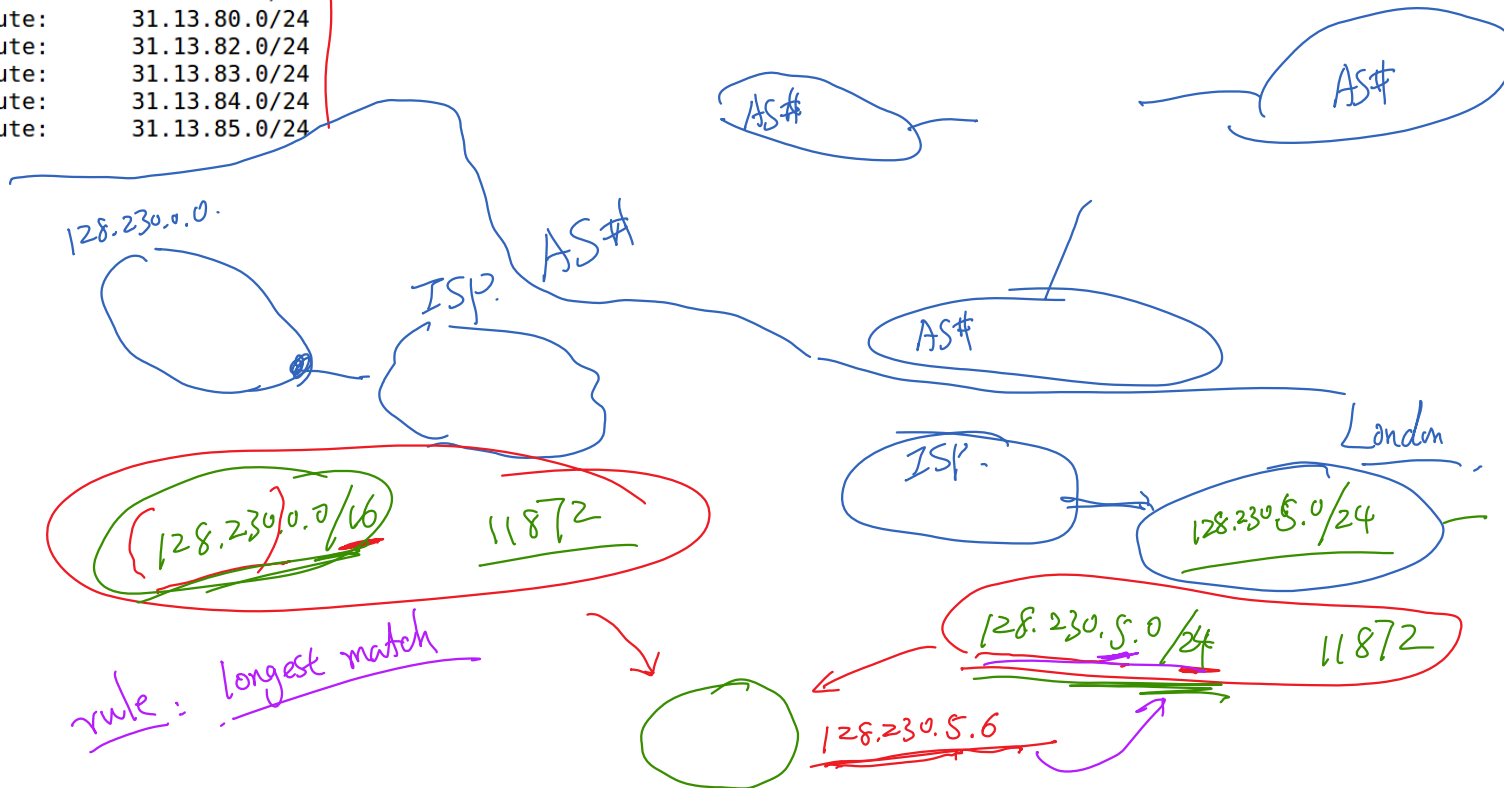 ute: 31.13.80.0/24
ute: 31.13.82.0/24
ute: 31.13.83.0/24
ute: 31.13.84.0/24
ute: 31.13.85.0/24
AS#
AS#
128.230.0.0.
ISP.
AS#
AS#
London
ISP.
128.230.5.0/24
(128.230)0.0/16
11872
128.230.5.0/24
11872
rule: longest match
128.230.5.6